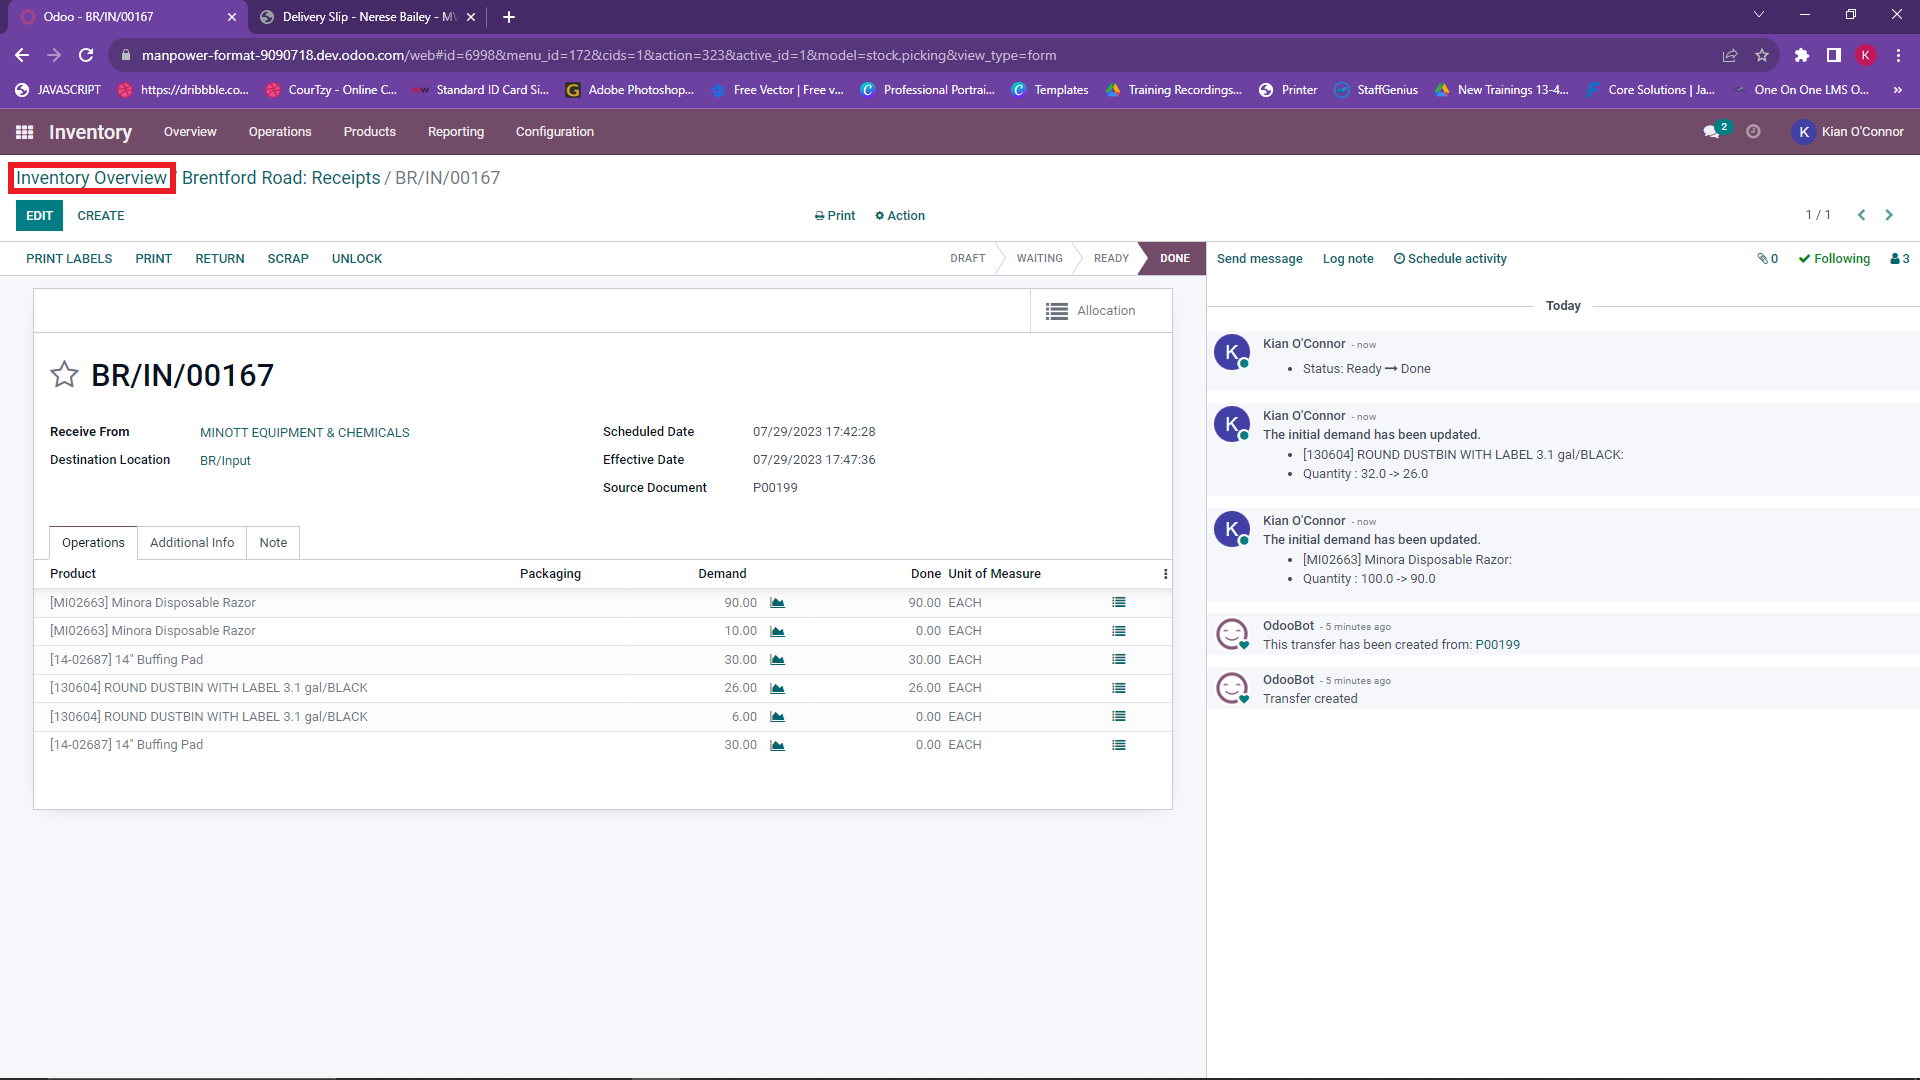 Odoo - BR/IN/00167
Delivery Slip - Nerese Bailey - M
manpower-format-9090718.dev.odoo.com/web#id=6998&menu_id=172&cids=1&action=323&active_id=1&model=stock.picking&view_type=form
K
JAVASCRIPT
https://dribbble.co...
CourTzy - Online C...
Standard ID Card Si...
Adobe Photoshop...
Free Vector | Free v...
Professional Portrai...
Templates
Training Recordings...
Printer
StaffGenius
New Trainings 13-4...
Core Solutions | Ja...
One On One LMS O...
»
Inventory Overview Operations Products Reporting Configuration
2
K Kian O'Connor
Inventory Overview / Brentford Road: Receipts / BR/IN/00167
EDIT CREATE
Print Action
1 / 1
PRINT LABELS PRINT RETURN SCRAP UNLOCK
DRAFT WAITING READY DONE
Send message Log note Schedule activity
0 Following 3
Allocation
BR/IN/00167
Receive From MINOTT EQUIPMENT & CHEMICALS
Destination Location BR/Input
Scheduled Date 07/29/2023 17:42:28
Effective Date 07/29/2023 17:47:36
Source Document P00199
Operations Additional Info Note
Product Packaging Demand Done Unit of Measure
[MI02663] Minora Disposable Razor 90.00 90.00 EACH
[MI02663] Minora Disposable Razor 10.00 0.00 EACH
[14-02687] 14" Buffing Pad 30.00 30.00 EACH
[130604] ROUND DUSTBIN WITH LABEL 3.1 gal/BLACK 26.00 26.00 EACH
[130604] ROUND DUSTBIN WITH LABEL 3.1 gal/BLACK 6.00 0.00 EACH
[14-02687] 14" Buffing Pad 30.00 0.00 EACH
Today
K
Kian O'Connor - now
• Status: Ready → Done
K
Kian O'Connor - now
The initial demand has been updated.
• [130604] ROUND DUSTBIN WITH LABEL 3.1 gal/BLACK:
• Quantity : 32.0 -> 26.0
K
Kian O'Connor - now
The initial demand has been updated.
• [MI02663] Minora Disposable Razor:
• Quantity : 100.0 -> 90.0
OdooBot - 5 minutes ago
This transfer has been created from: P00199
OdooBot - 5 minutes ago
Transfer created